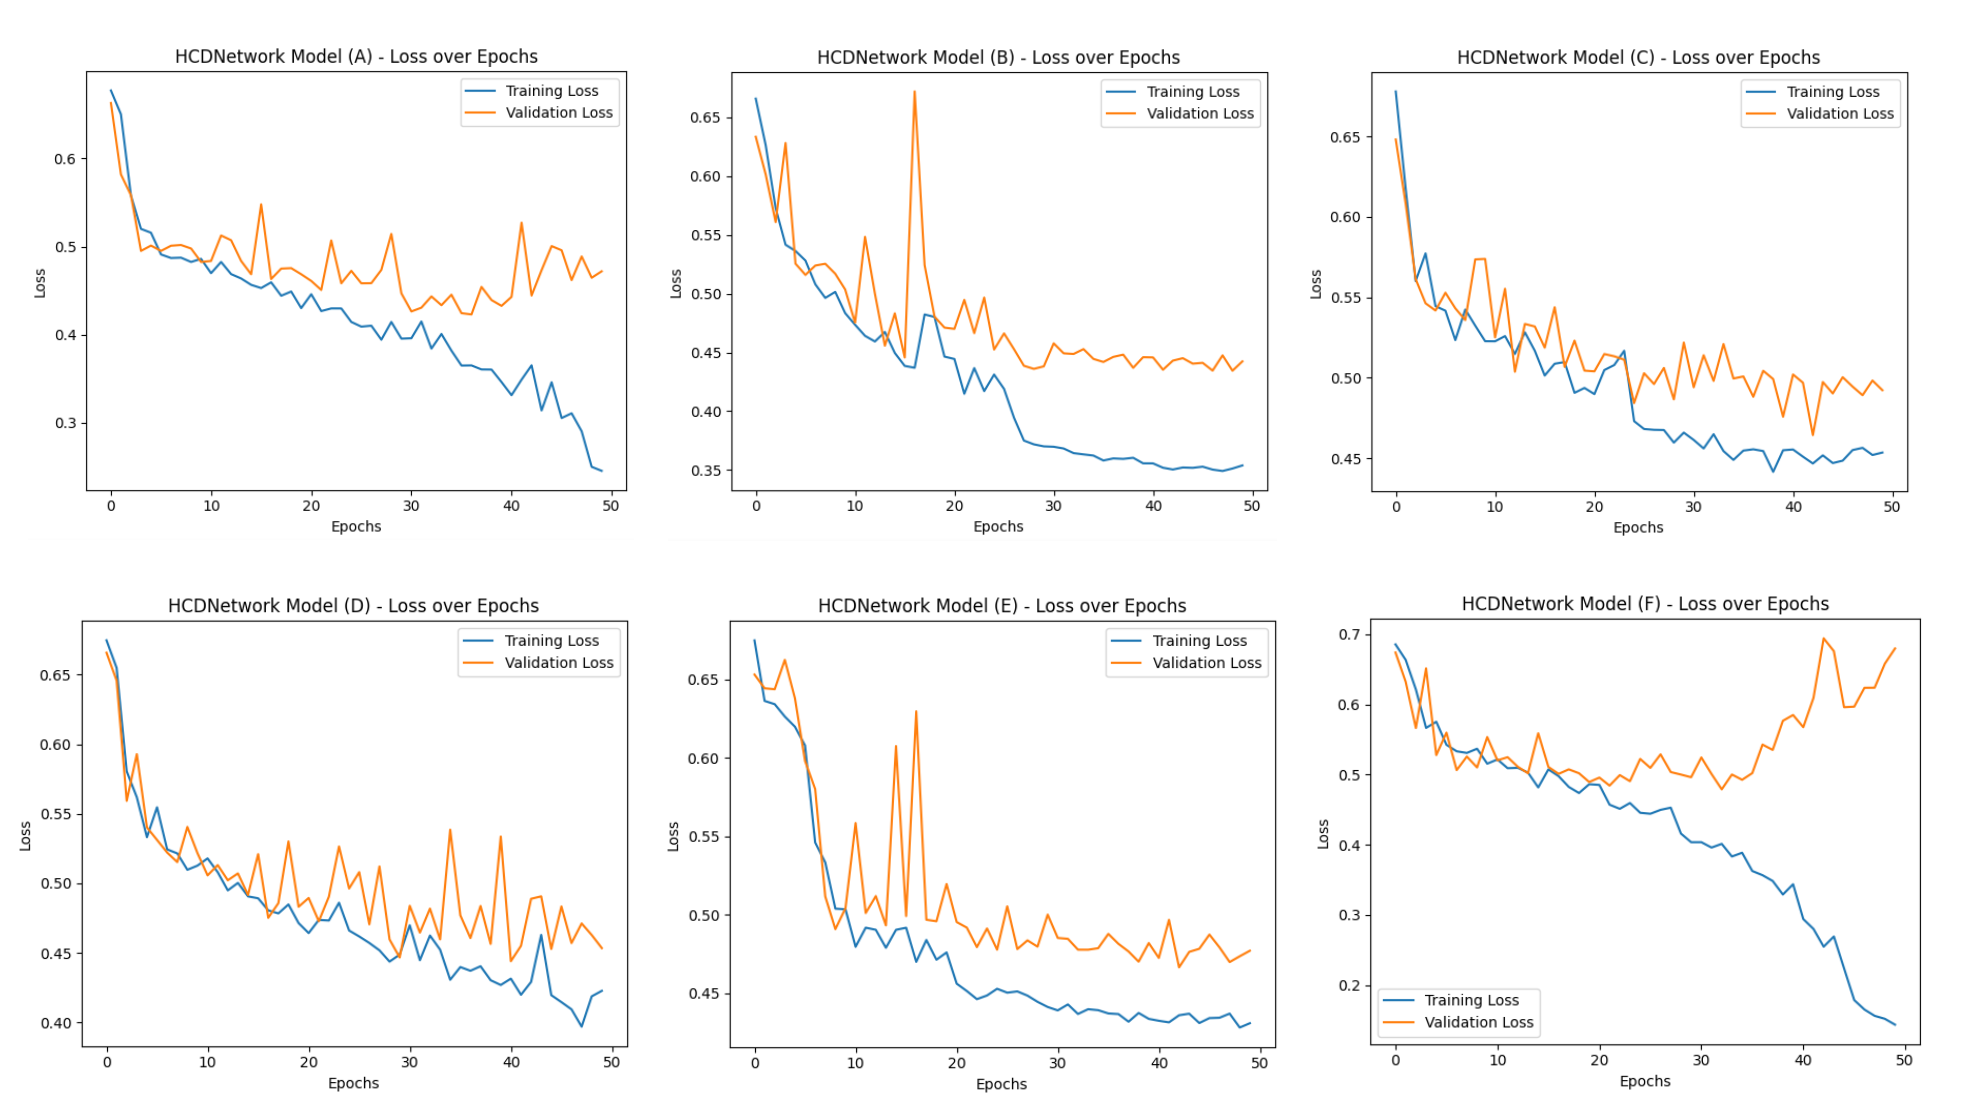 HCDNetwork Model (A) - Loss over Epochs
Training Loss
Validation Loss
0.6
0.5
0.4
0.3
Loss
0 10 20 30 40 50
Epochs
HCDNetwork Model (B) - Loss over Epochs
Training Loss
Validation Loss
0.65
0.60
0.55
0.50
0.45
0.40
0.35
Loss
0 10 20 30 40 50
Epochs
HCDNetwork Model (C) - Loss over Epochs
Training Loss
Validation Loss
0.65
0.60
0.55
0.50
0.45
Loss
0 10 20 30 40 50
Epochs
HCDNetwork Model (D) - Loss over Epochs
Training Loss
Validation Loss
0.65
0.60
0.55
0.50
0.45
0.40
Loss
0 10 20 30 40 50
Epochs
HCDNetwork Model (E) - Loss over Epochs
Training Loss
Validation Loss
0.65
0.60
0.55
0.50
0.45
Loss
0 10 20 30 40 50
Epochs
HCDNetwork Model (F) - Loss over Epochs
0.7
0.6
0.5
0.4
0.3
0.2
Loss
Training Loss
Validation Loss
0 10 20 30 40 50
Epochs